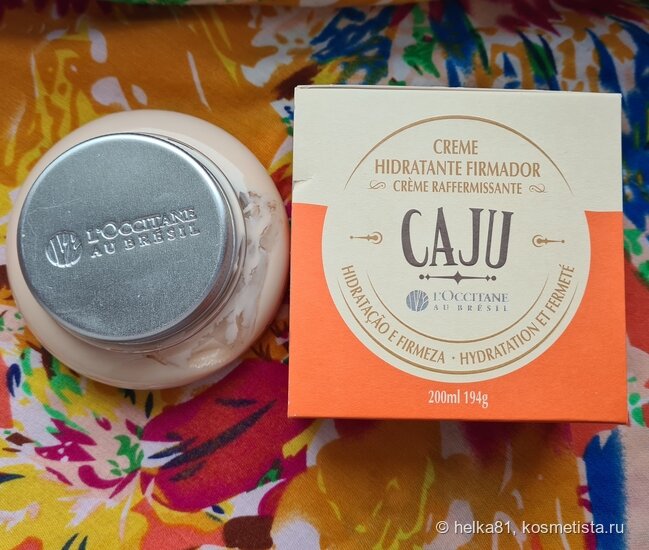 L'OCCITANE
AU BRÉSIL
CREME
HIDRATANTE FIRMADOR
CRÈME RAFFERMISSANTE
CAJU
L'OCCITANE
AU BRÉSIL
HIDRATAÇÃO E FIRMEZA · HYDRATATION ET FERMETÉ
200ml 194g
© helka81, kosmetista.ru